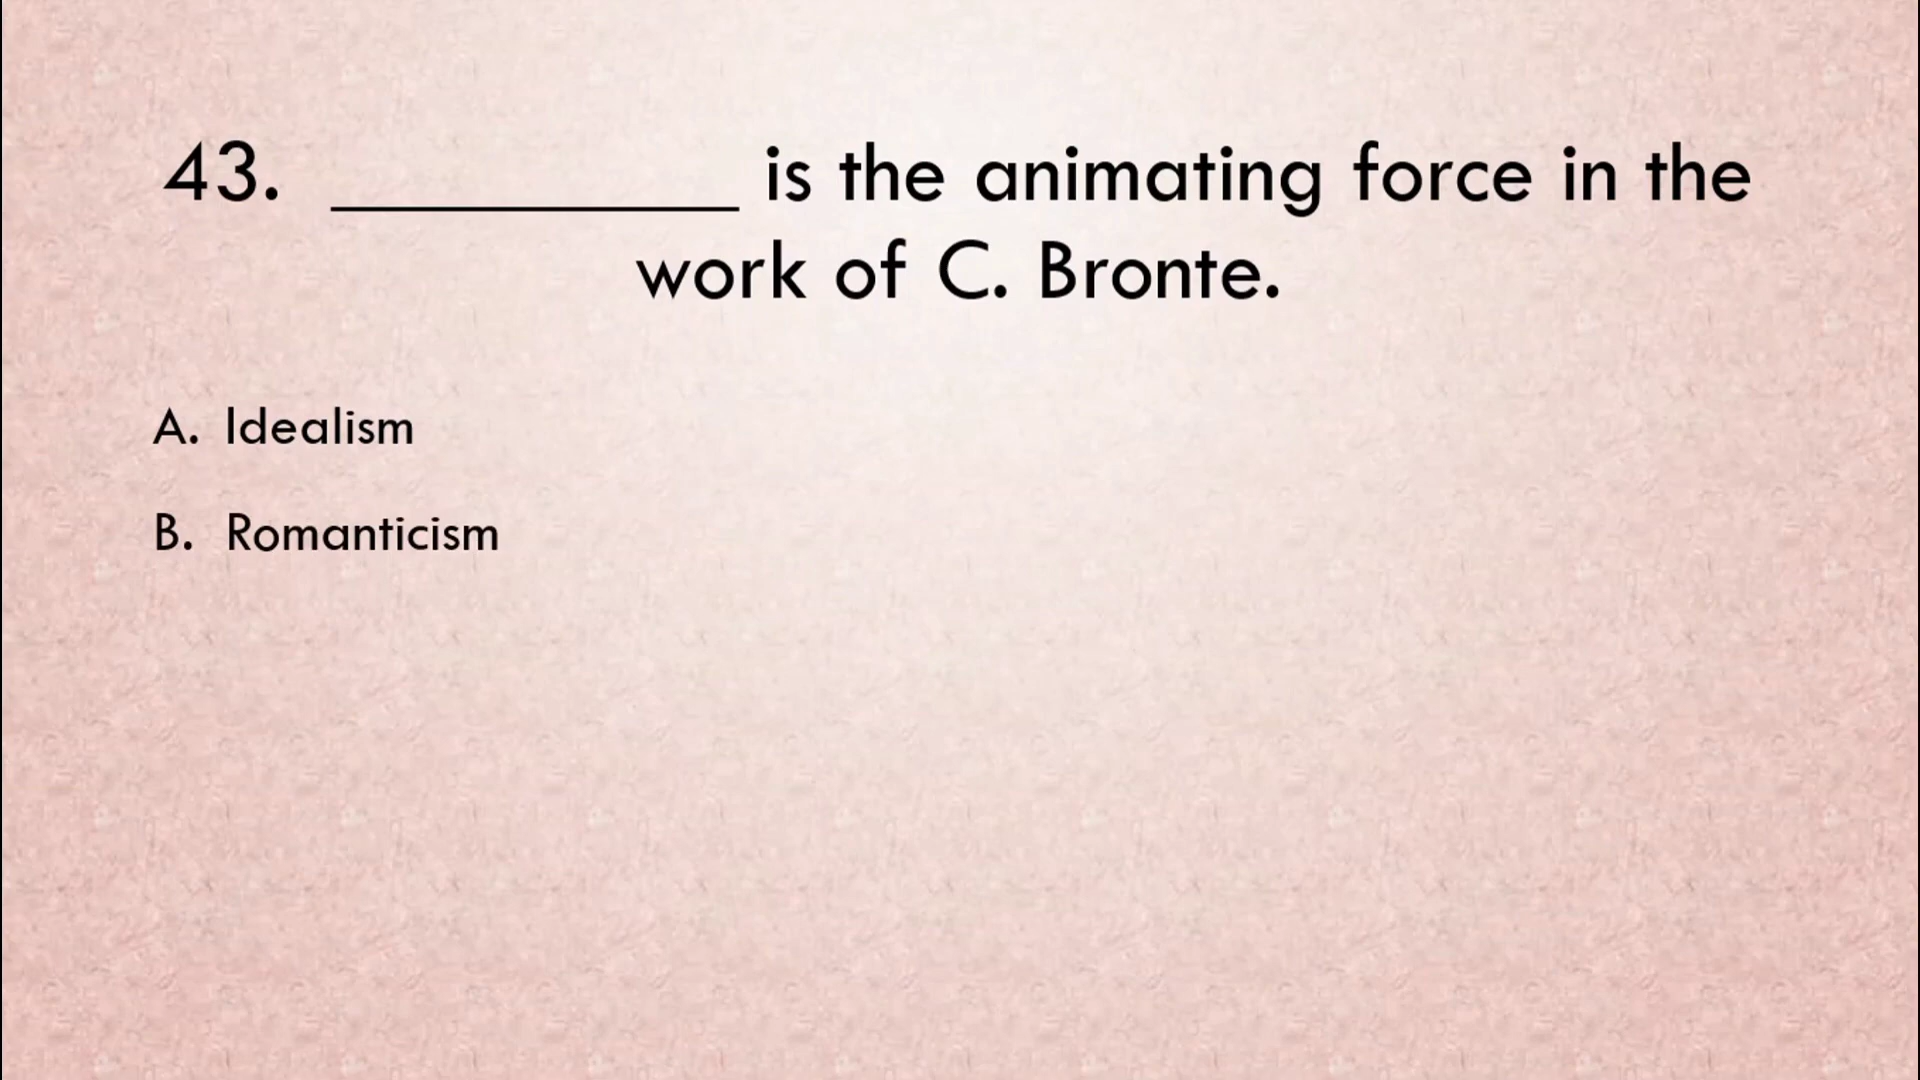 43. __________ is the animating force in the
work of C. Bronte.
A. Idealism
B. Romanticism